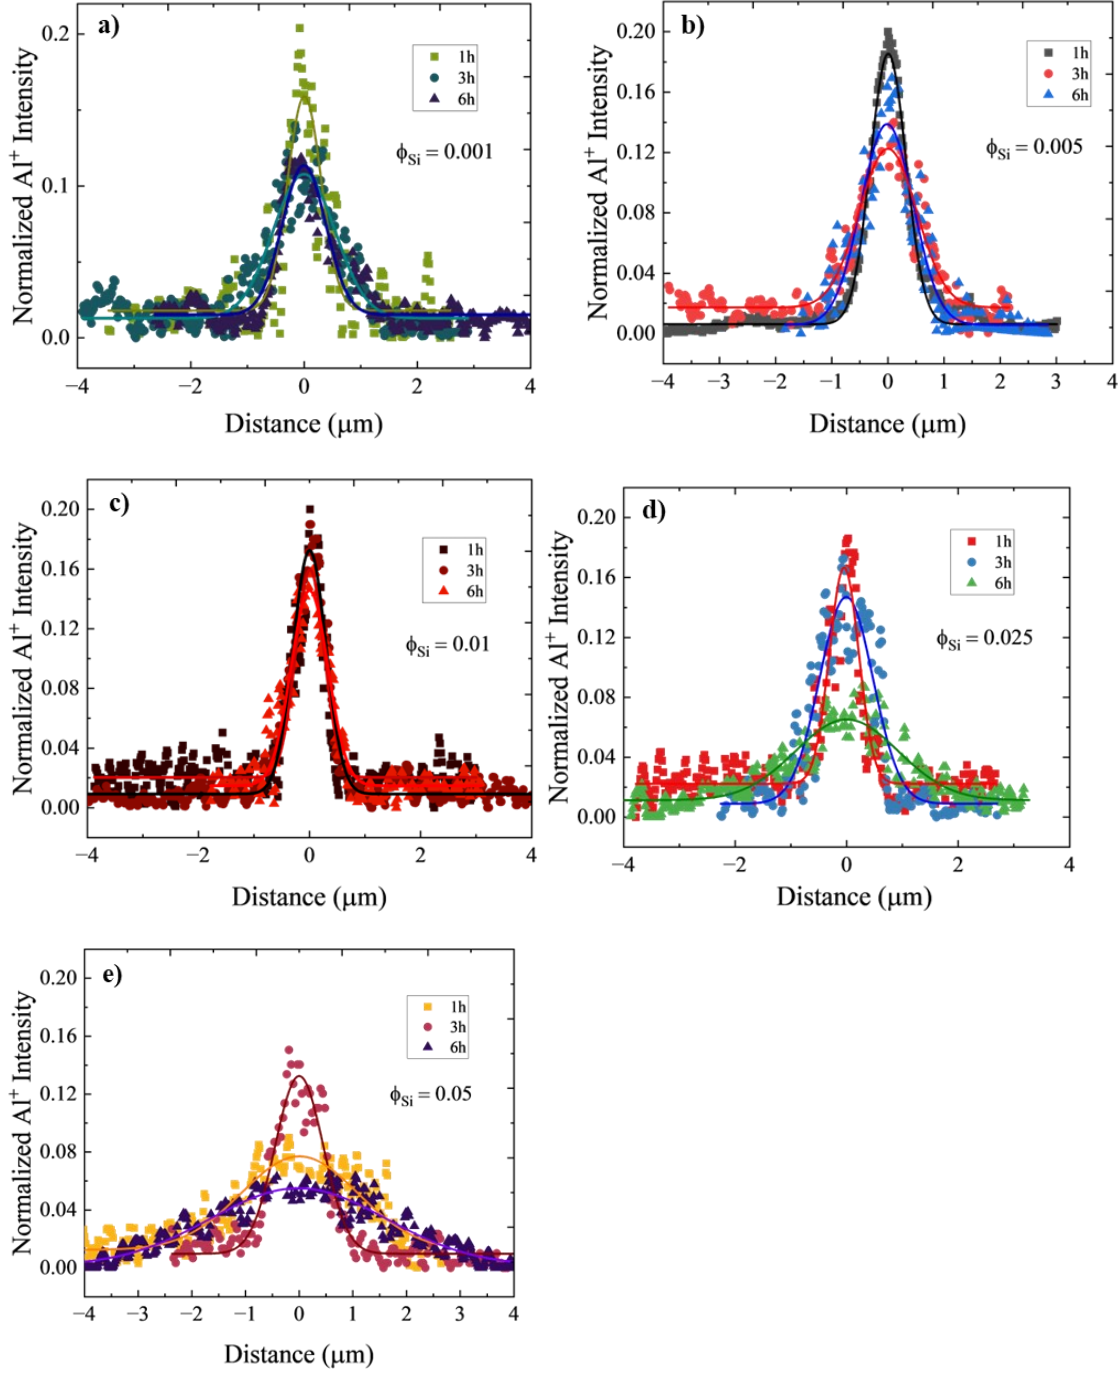 a)
Normalized Al⁺ Intensity
0.2
0.1
0.0
1h
3h
6h
ϕSi = 0.001
−4 −2 0 2 4
Distance (μm)
b)
Normalized Al⁺ Intensity
0.20
0.16
0.12
0.08
0.04
0.00
1h
3h
6h
ϕSi = 0.005
−4 −3 −2 −1 0 1 2 3 4
Distance (μm)
c)
Normalized Al⁺ Intensity
0.20
0.16
0.12
0.08
0.04
0.00
1h
3h
6h
ϕSi = 0.01
−4 −2 0 2 4
Distance (μm)
d)
Normalized Al⁺ Intensity
0.20
0.16
0.12
0.08
0.04
0.00
1h
3h
6h
ϕSi = 0.025
−4 −2 0 2 4
Distance (μm)
e)
Normalized Al⁺ Intensity
0.20
0.16
0.12
0.08
0.04
0.00
1h
3h
6h
ϕSi = 0.05
−4 −3 −2 −1 0 1 2 3 4
Distance (μm)